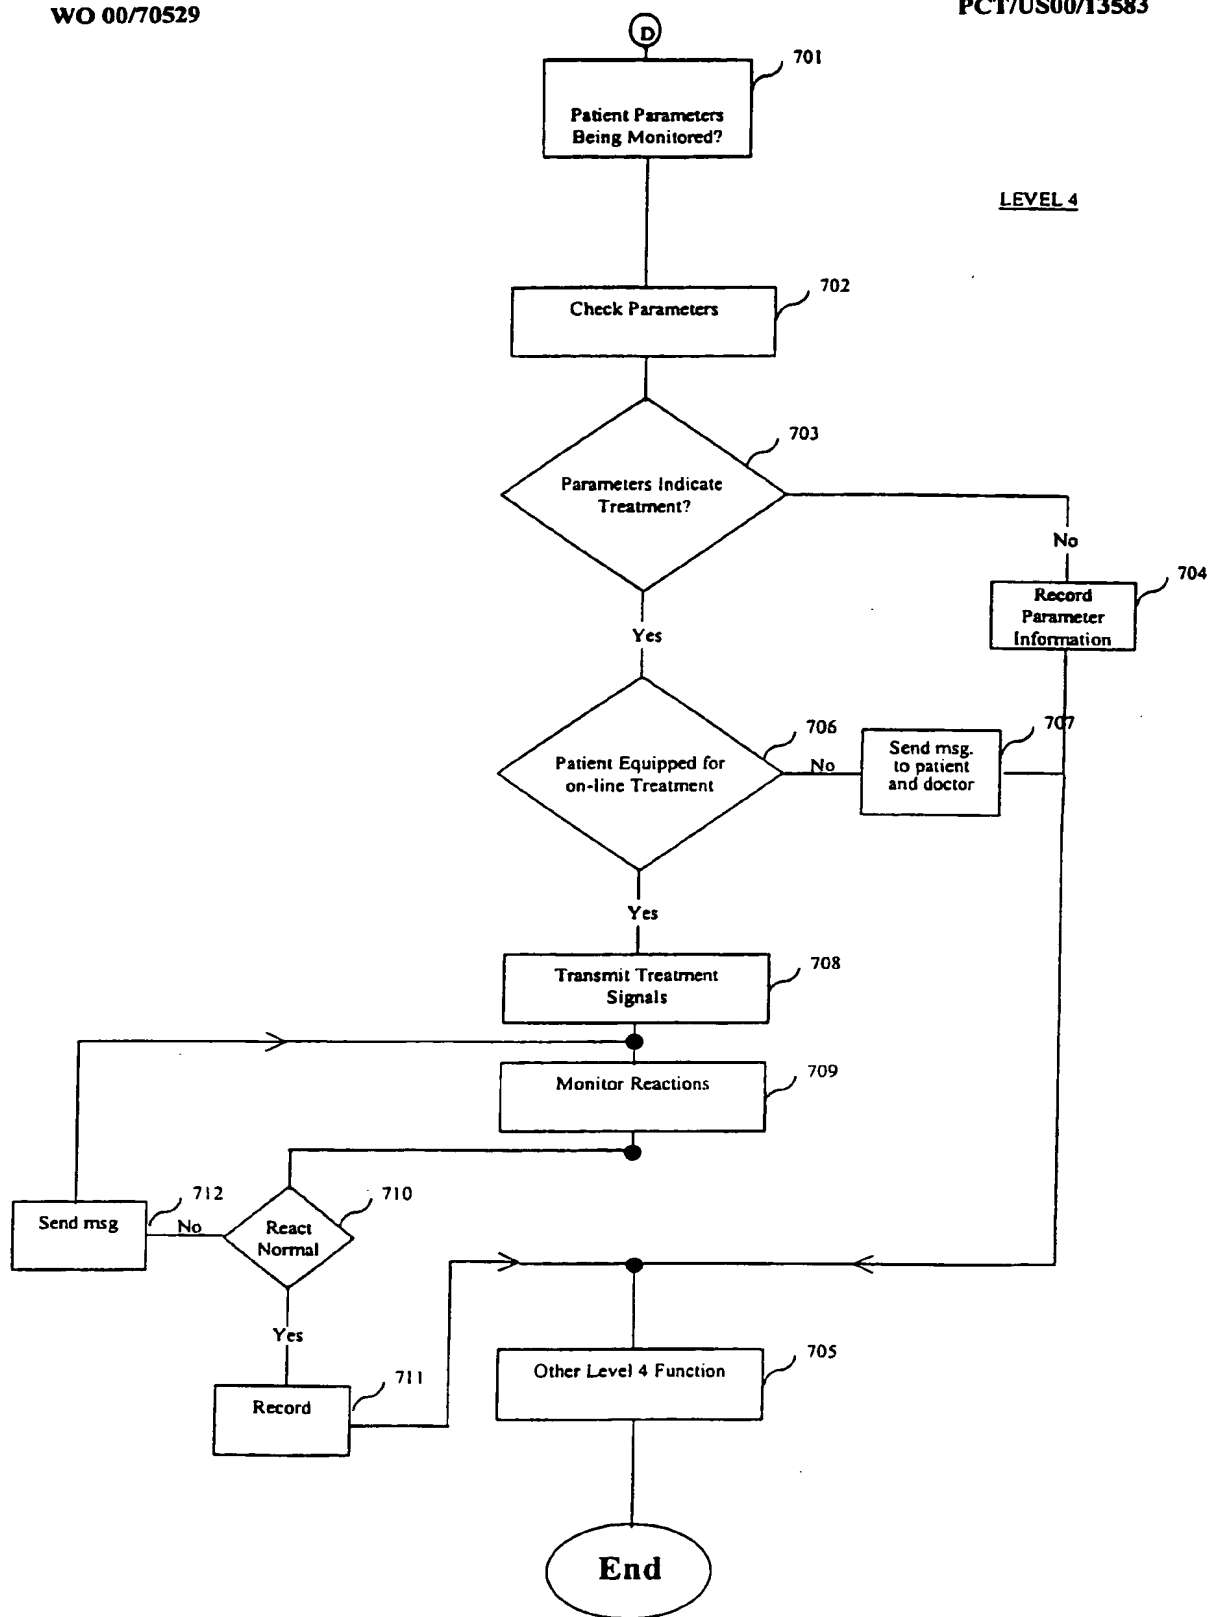 WO 00/70529
PCT/US00/13583
D
701
Patient Parameters
Being Monitored?
LEVEL 4
702
Check Parameters
703
Parameters Indicate
Treatment?
No
704
Record
Parameter
Information
Yes
706
Patient Equipped for
on-line Treatment
No
707
Send msg.
to patient
and doctor
Yes
708
Transmit Treatment
Signals
709
Monitor Reactions
712
Send msg
No
710
React
Normal
Yes
711
Record
705
Other Level 4 Function
End